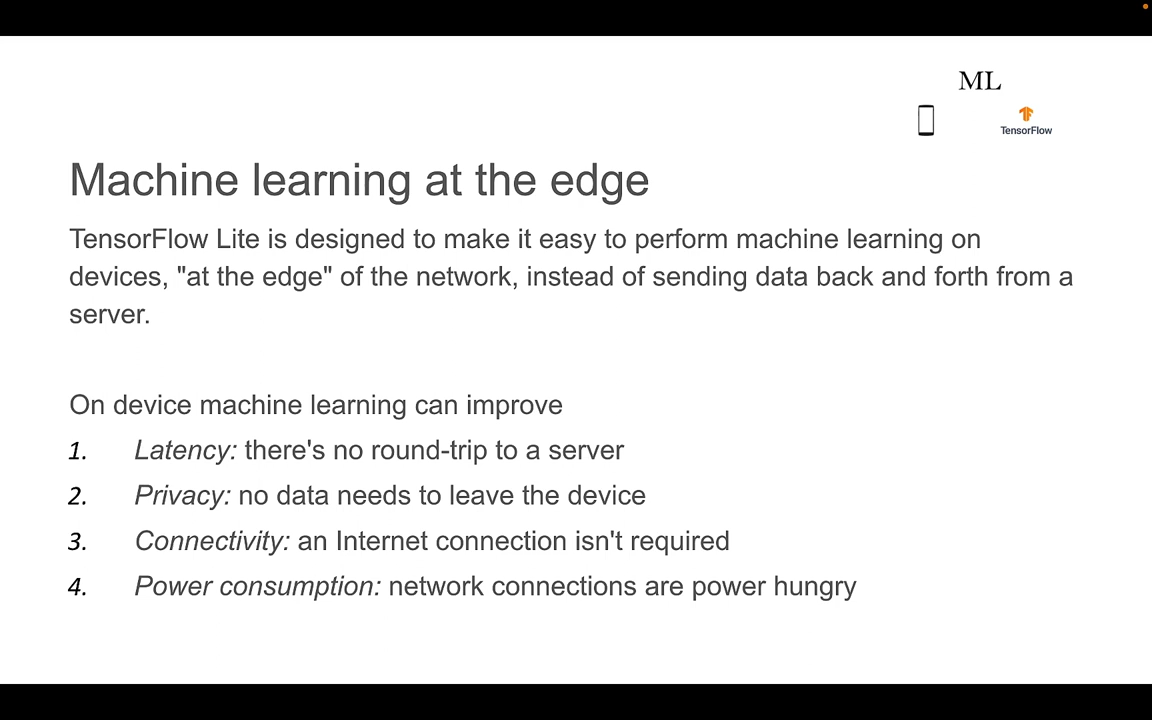 ML
TensorFlow
Machine learning at the edge
TensorFlow Lite is designed to make it easy to perform machine learning on
devices, "at the edge" of the network, instead of sending data back and forth from a
server.
On device machine learning can improve
1. Latency: there's no round-trip to a server
2. Privacy: no data needs to leave the device
3. Connectivity: an Internet connection isn't required
4. Power consumption: network connections are power hungry